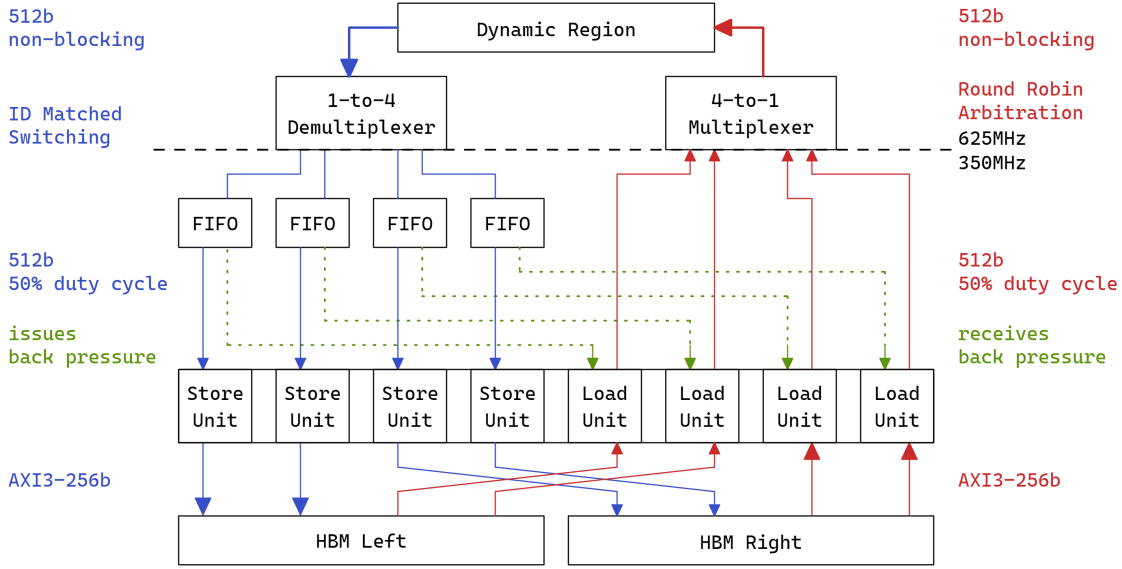 512b
non-blocking
Dynamic Region
512b
non-blocking
ID Matched
Switching
1-to-4
Demultiplexer
4-to-1
Multiplexer
Round Robin
Arbitration
625MHz
350MHz
FIFO
FIFO
FIFO
FIFO
512b
50% duty cycle
512b
50% duty cycle
issues
back pressure
receives
back pressure
Store
Unit
Store
Unit
Store
Unit
Store
Unit
Load
Unit
Load
Unit
Load
Unit
Load
Unit
AXI3-256b
AXI3-256b
HBM Left
HBM Right